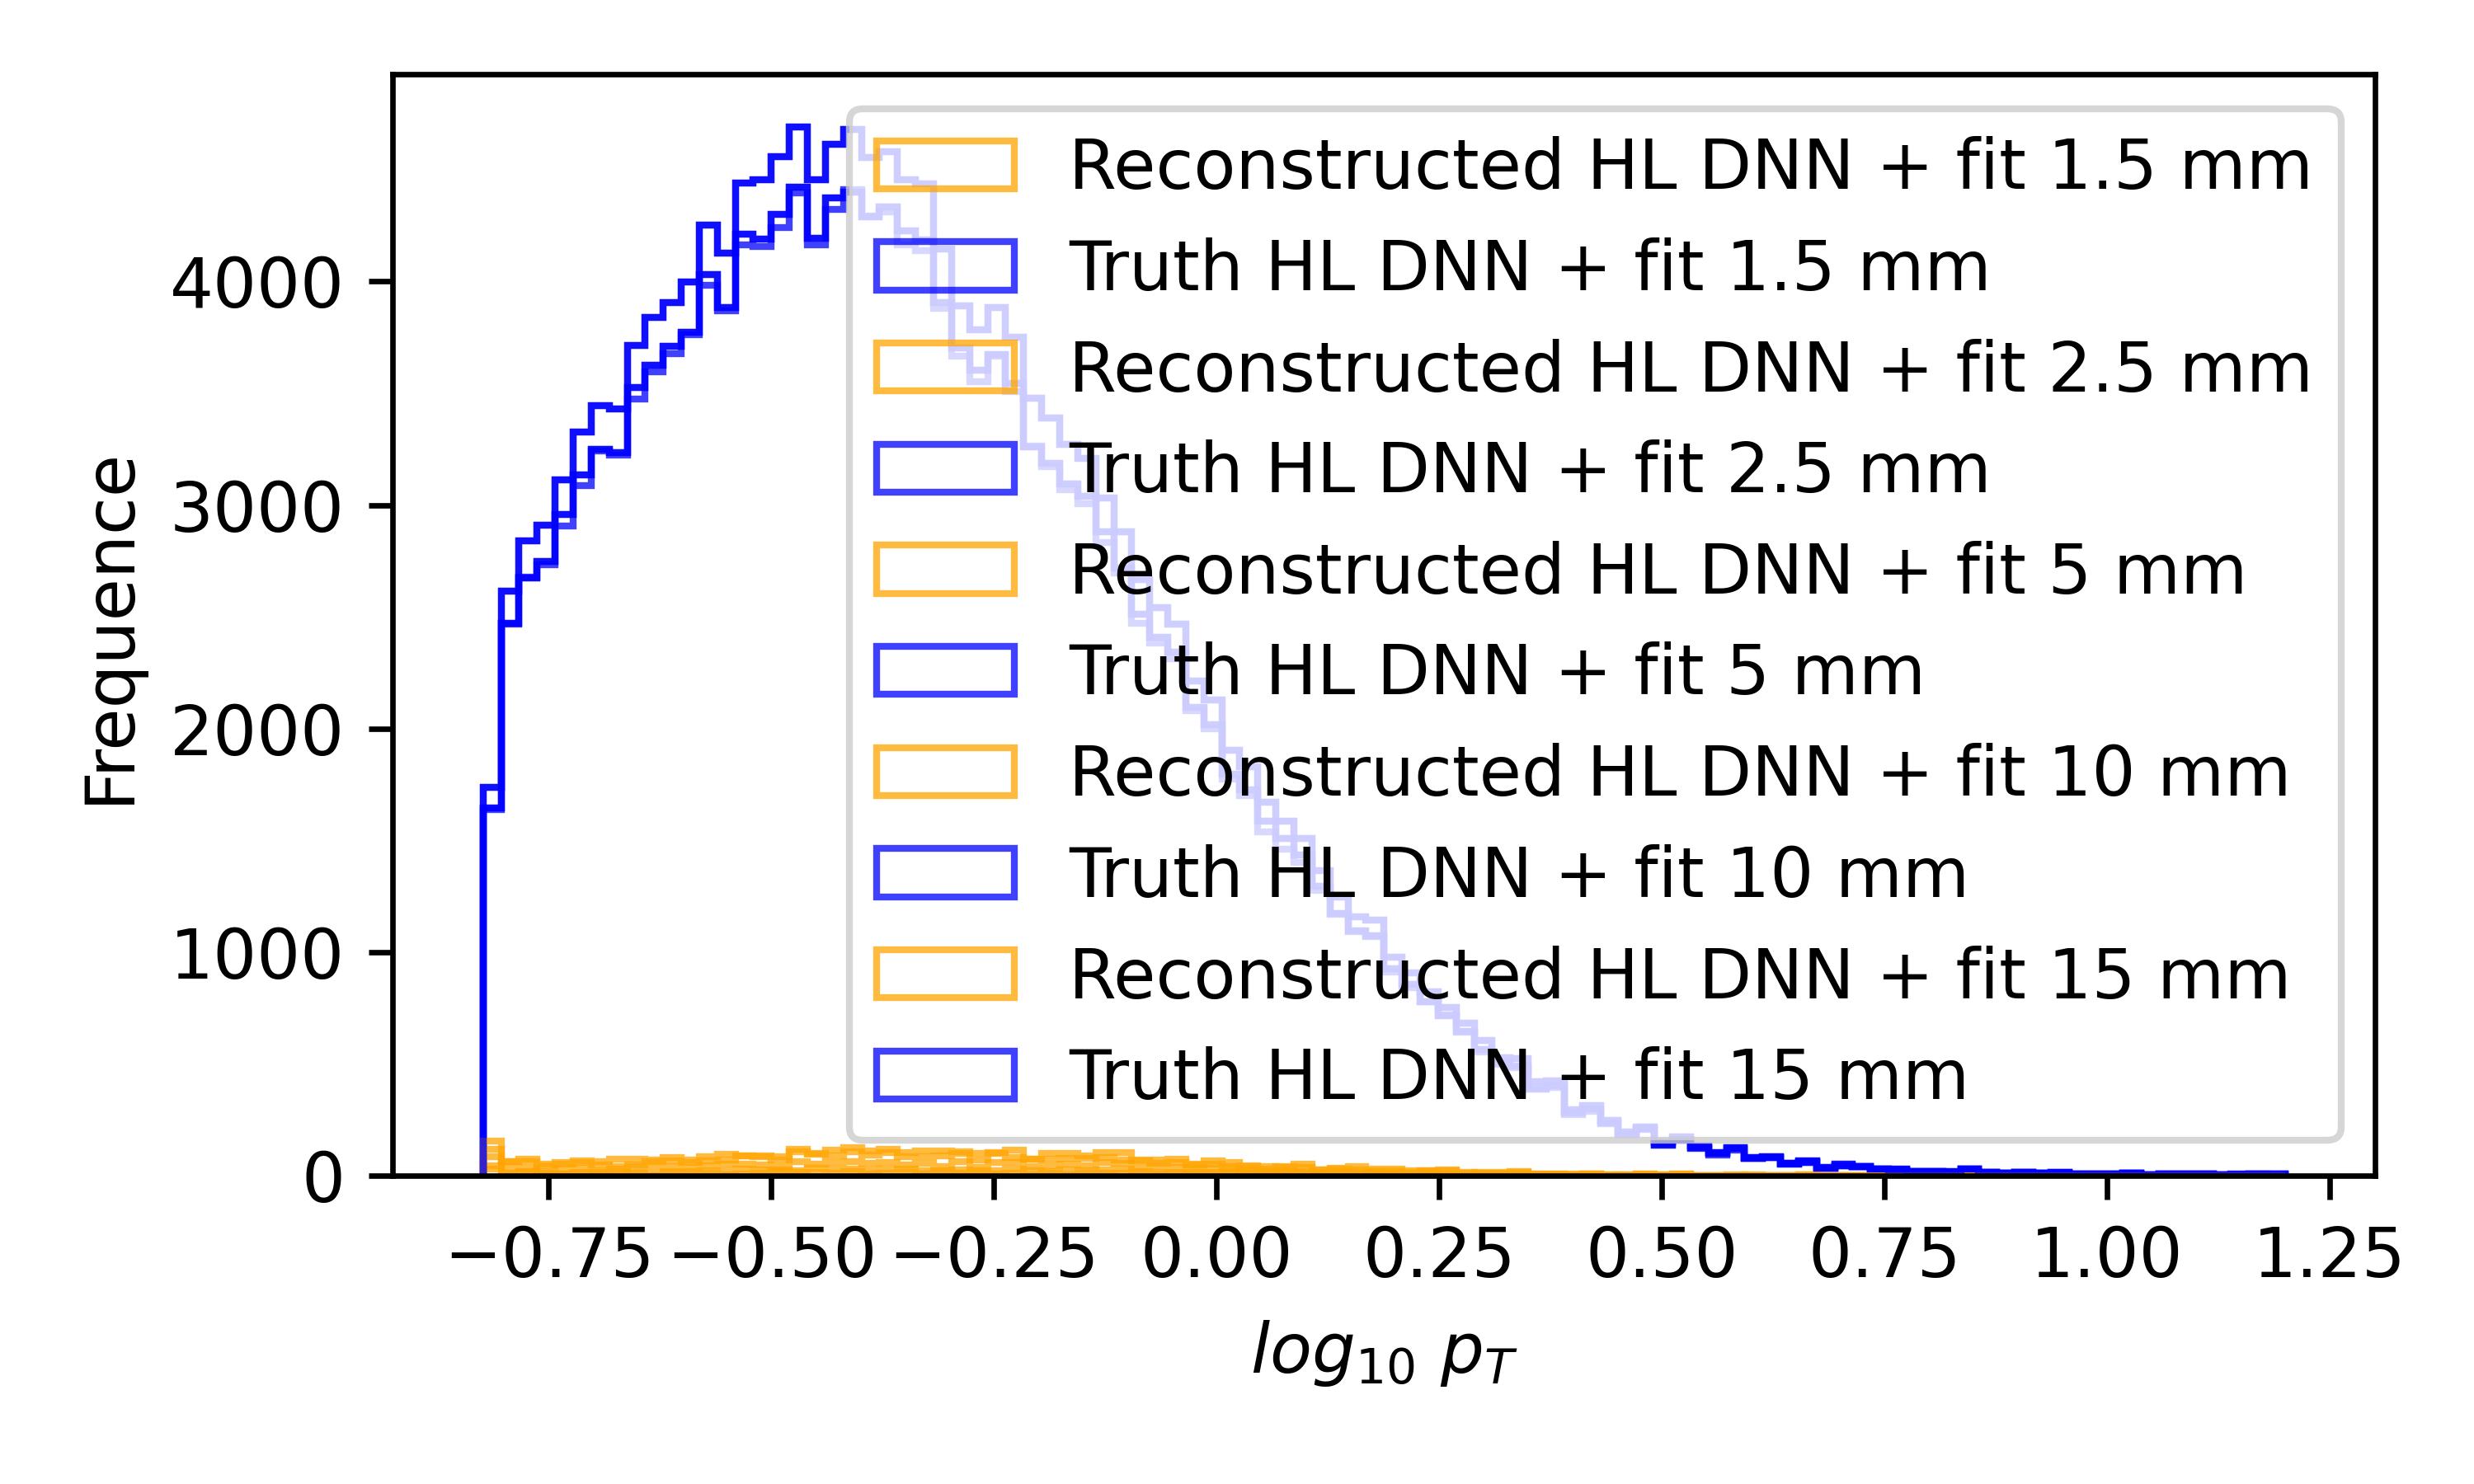 Reconstructed HL DNN + fit 1.5 mm
Truth HL DNN + fit 1.5 mm
Reconstructed HL DNN + fit 2.5 mm
Truth HL DNN + fit 2.5 mm
Reconstructed HL DNN + fit 5 mm
Truth HL DNN + fit 5 mm
Reconstructed HL DNN + fit 10 mm
Truth HL DNN + fit 10 mm
Reconstructed HL DNN + fit 15 mm
Truth HL DNN + fit 15 mm
Frequence
4000
3000
2000
1000
0
−0.75 −0.50 −0.25 0.00 0.25 0.50 0.75 1.00 1.25
log₁₀ p_T